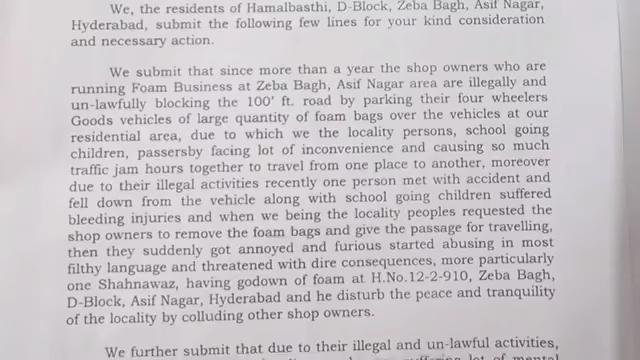 We, the residents of Hamalbasthi, D-Block, Zeba Bagh, Asif Nagar,
Hyderabad, submit the following few lines for your kind consideration
and necessary action.
We submit that since more than a year the shop owners who are
running Foam Business at Zeba Bagh, Asif Nagar area are illegally and
un-lawfully blocking the 100' ft. road by parking their four wheelers
Goods vehicles of large quantity of foam bags over the vehicles at our
residential area, due to which we the locality persons, school going
children, passersby facing lot of inconvenience and causing so much
traffic jam hours together to travel from one place to another, moreover
due to their illegal activities recently one person met with accident and
fell down from the vehicle along with school going children suffered
bleeding injuries and when we being the locality peoples requested the
shop owners to remove the foam bags and give the passage for travelling,
then they suddenly got annoyed and furious started abusing in most
filthy language and threatened with dire consequences, more particularly
one Shahnawaz, having godown of foam at H.No.12-2-910, Zeba Bagh,
D-Block, Asif Nagar, Hyderabad and he disturb the peace and tranquility
of the locality by colluding other shop owners.
We further submit that due to their illegal and un-lawful activities,
lot of mental